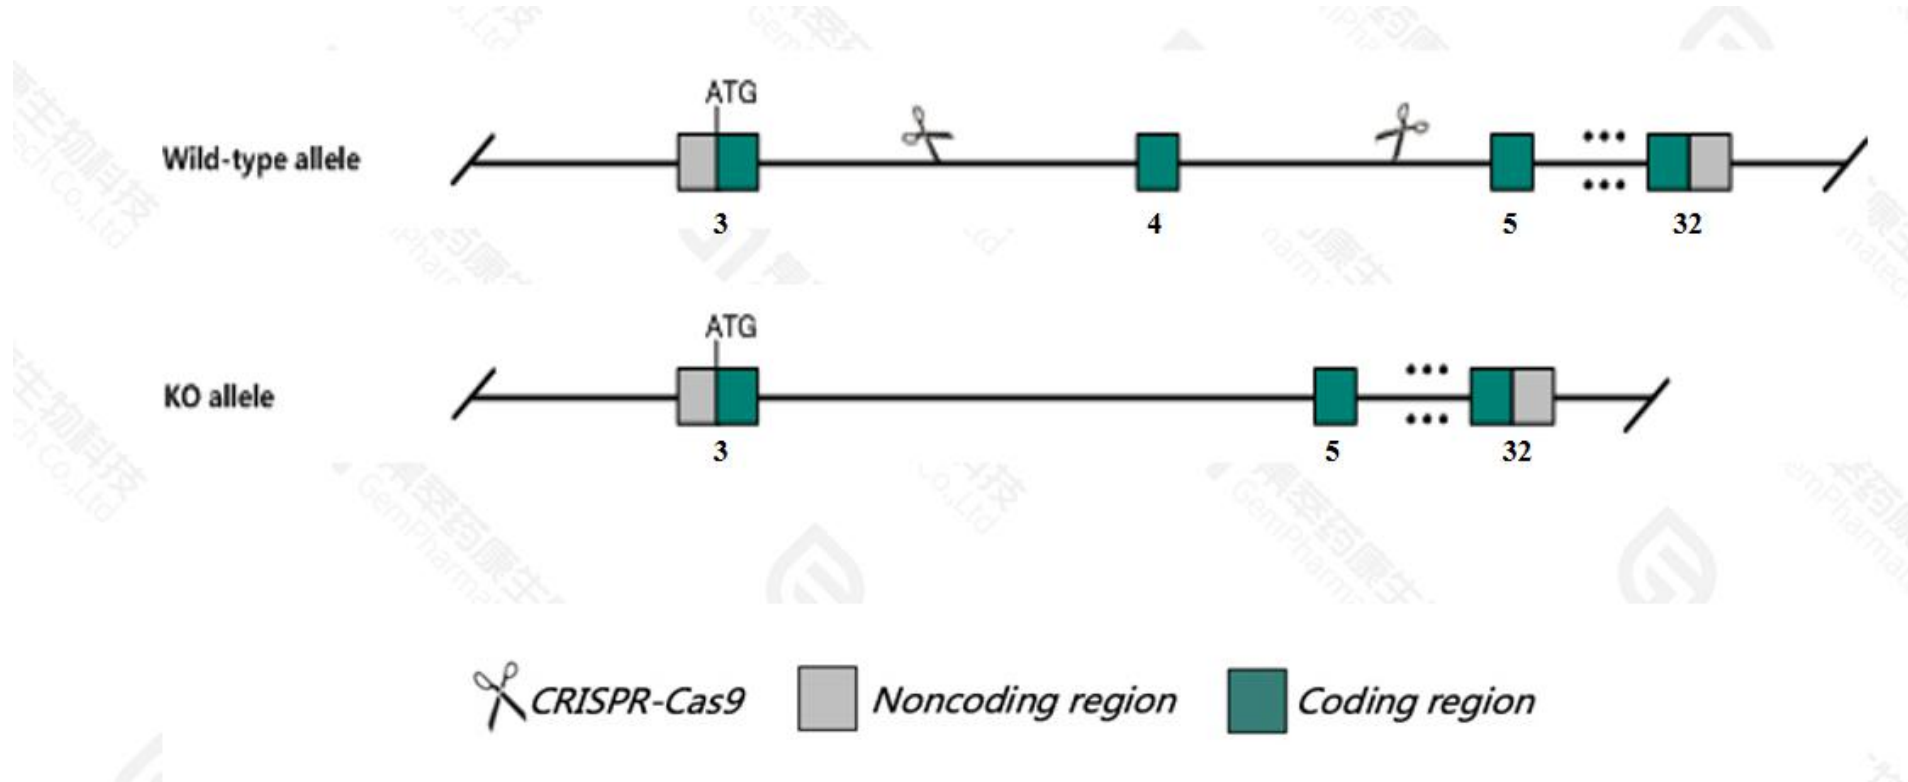 ATG
Wild-type allele
3 4 5 32
ATG
KO allele
3 5 32
CRISPR-Cas9 Noncoding region Coding region